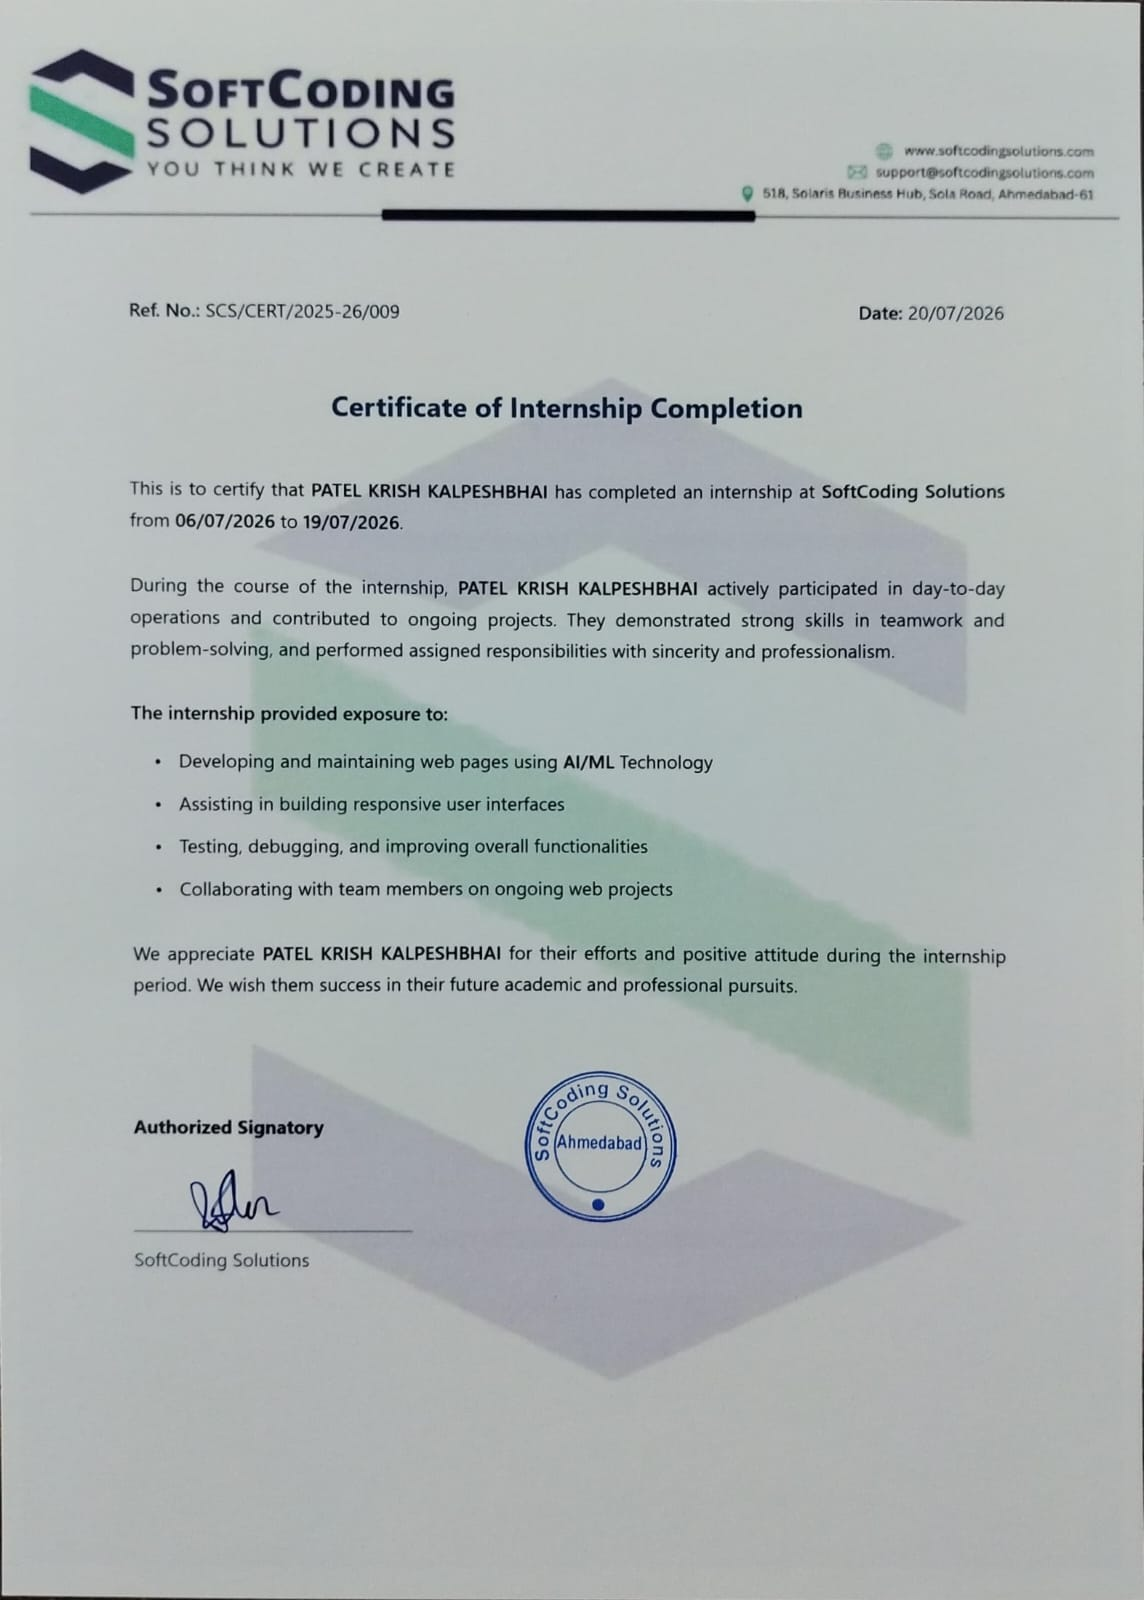 SOFTCODING
SOLUTIONS
YOU THINK WE CREATE
www.softcodingsolutions.com
support@softcodingsolutions.com
518, Solaris Business Hub, Sola Road, Ahmedabad-61
Ref. No.: SCS/CERT/2025-26/009
Date: 20/07/2026
Certificate of Internship Completion
This is to certify that PATEL KRISH KALPESHBHAI has completed an internship at SoftCoding Solutions
from 06/07/2026 to 19/07/2026.
During the course of the internship, PATEL KRISH KALPESHBHAI actively participated in day-to-day
operations and contributed to ongoing projects. They demonstrated strong skills in teamwork and
problem-solving, and performed assigned responsibilities with sincerity and professionalism.
The internship provided exposure to:
• Developing and maintaining web pages using AI/ML Technology
• Assisting in building responsive user interfaces
• Testing, debugging, and improving overall functionalities
• Collaborating with team members on ongoing web projects
We appreciate PATEL KRISH KALPESHBHAI for their efforts and positive attitude during the internship
period. We wish them success in their future academic and professional pursuits.
Authorized Signatory
SoftCoding Solutions
Ahmedabad
SoftCoding Solutions